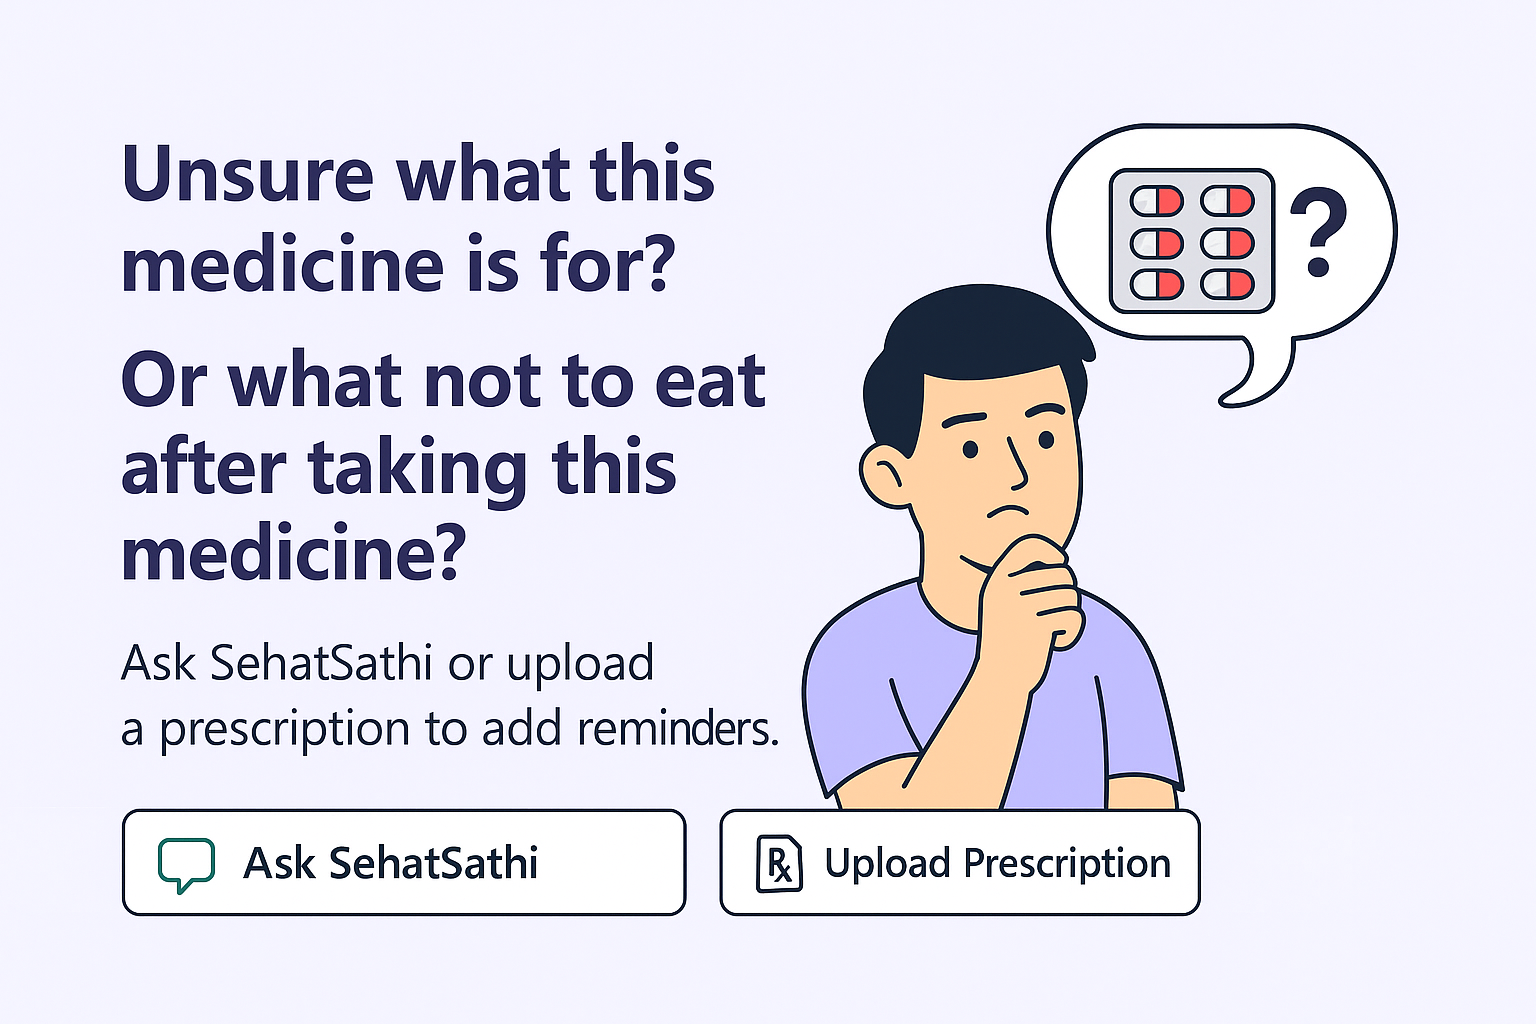 Unsure what this
medicine is for?
Or what not to eat
after taking this
medicine?
Ask SehatSathi or upload
a prescription to add reminders.
?
Ask SehatSathi
Rx Upload Prescription